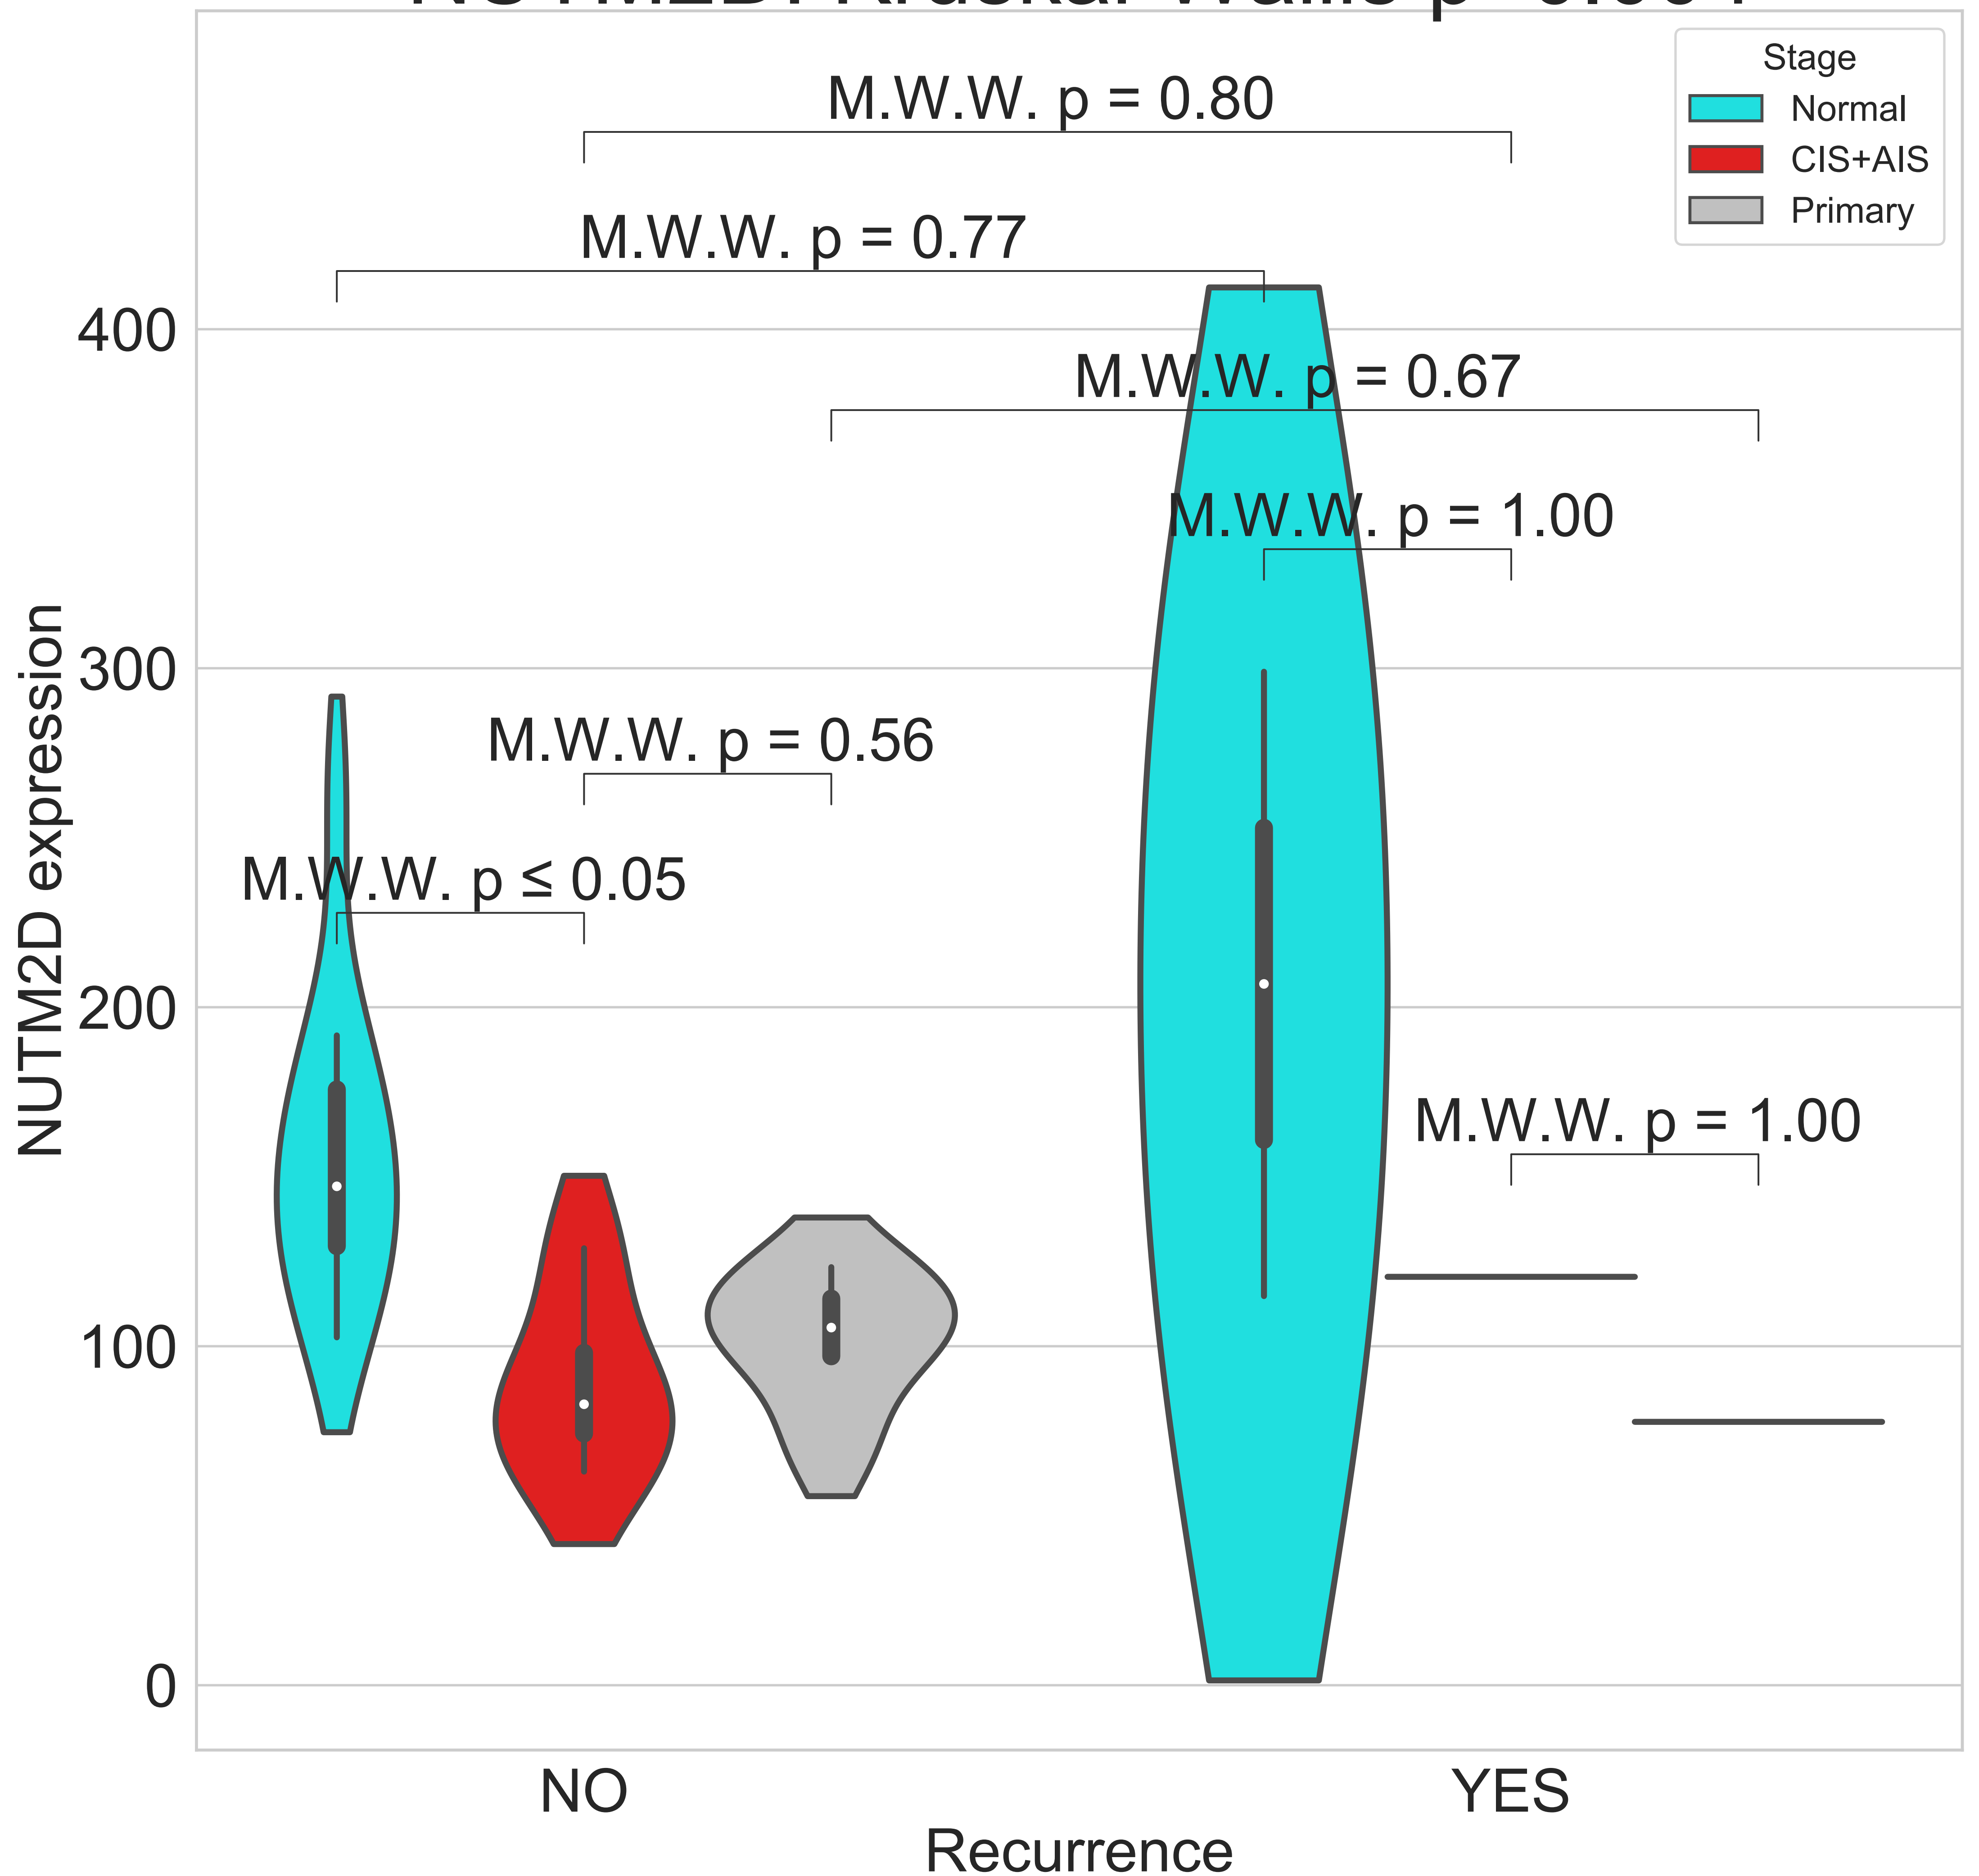 Stage
Normal
CIS+AIS
Primary
M.W.W. p = 0.80
M.W.W. p = 0.77
M.W.W. p = 0.67
M.W.W. p = 1.00
M.W.W. p = 0.56
M.W.W. p ≤ 0.05
M.W.W. p = 1.00
400
300
200
100
0
NUTM2D expression
NO
YES
Recurrence